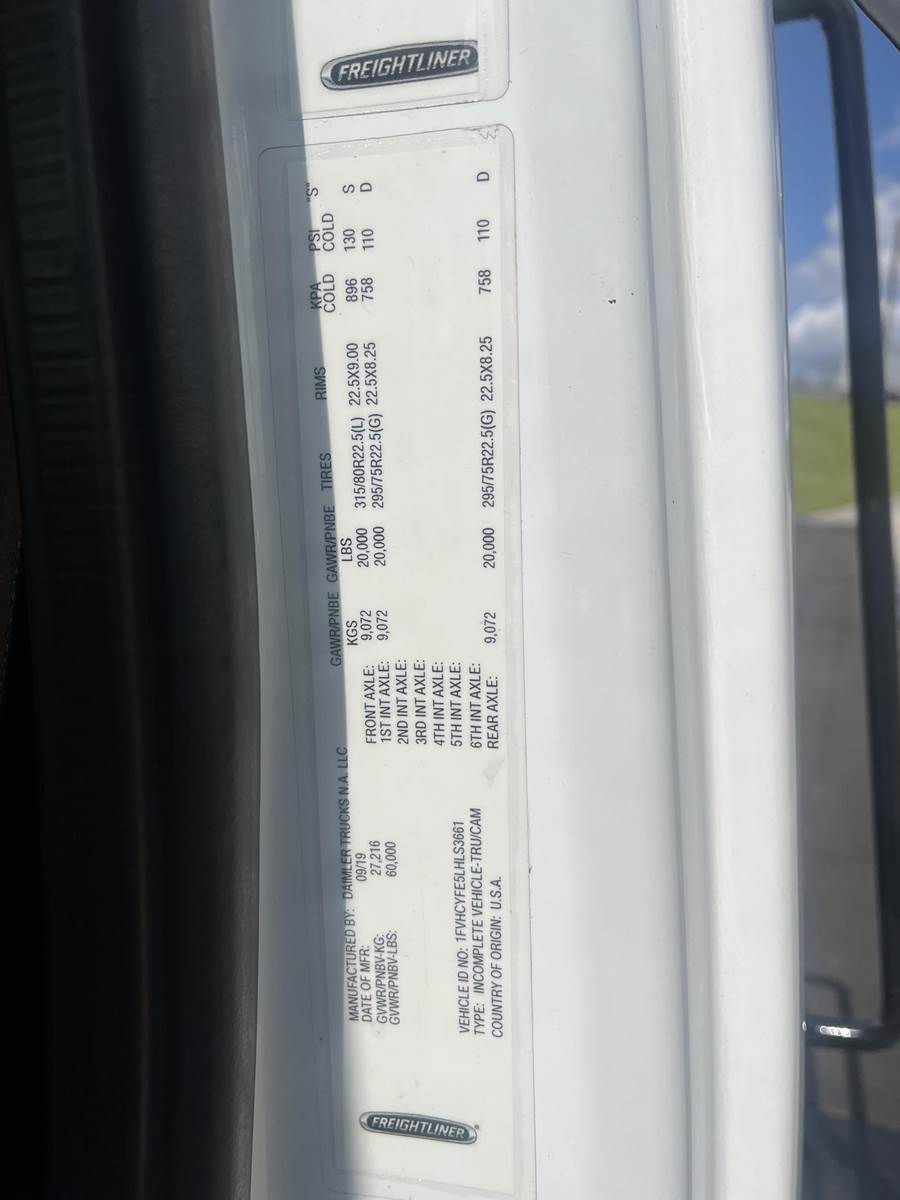 FREIGHTLINER
MANUFACTURED BY: DAIMLER TRUCKS N.A. LLC
DATE OF MFR: 09/19
GVWR/PNBV-KG: 27,216
GVWR/PNBV-LBS: 60,000
VEHICLE ID NO: 1FVHCYFE5LHLS3661
TYPE: INCOMPLETE VEHICLE-TRU/CAM
COUNTRY OF ORIGIN: U.S.A.
GAWR/PNBE GAWR/PNBE TIRES RIMS KPA PSI "S"
KGS LBS COLD COLD
FRONT AXLE: 9,072 20,000 315/80R22.5(L) 22.5X9.00 896 130 S
1ST INT AXLE: 9,072 20,000 295/75R22.5(G) 22.5X8.25 758 110 D
2ND INT AXLE:
3RD INT AXLE:
4TH INT AXLE:
5TH INT AXLE:
6TH INT AXLE:
REAR AXLE: 9,072 20,000 295/75R22.5(G) 22.5X8.25 758 110 D
FREIGHTLINER